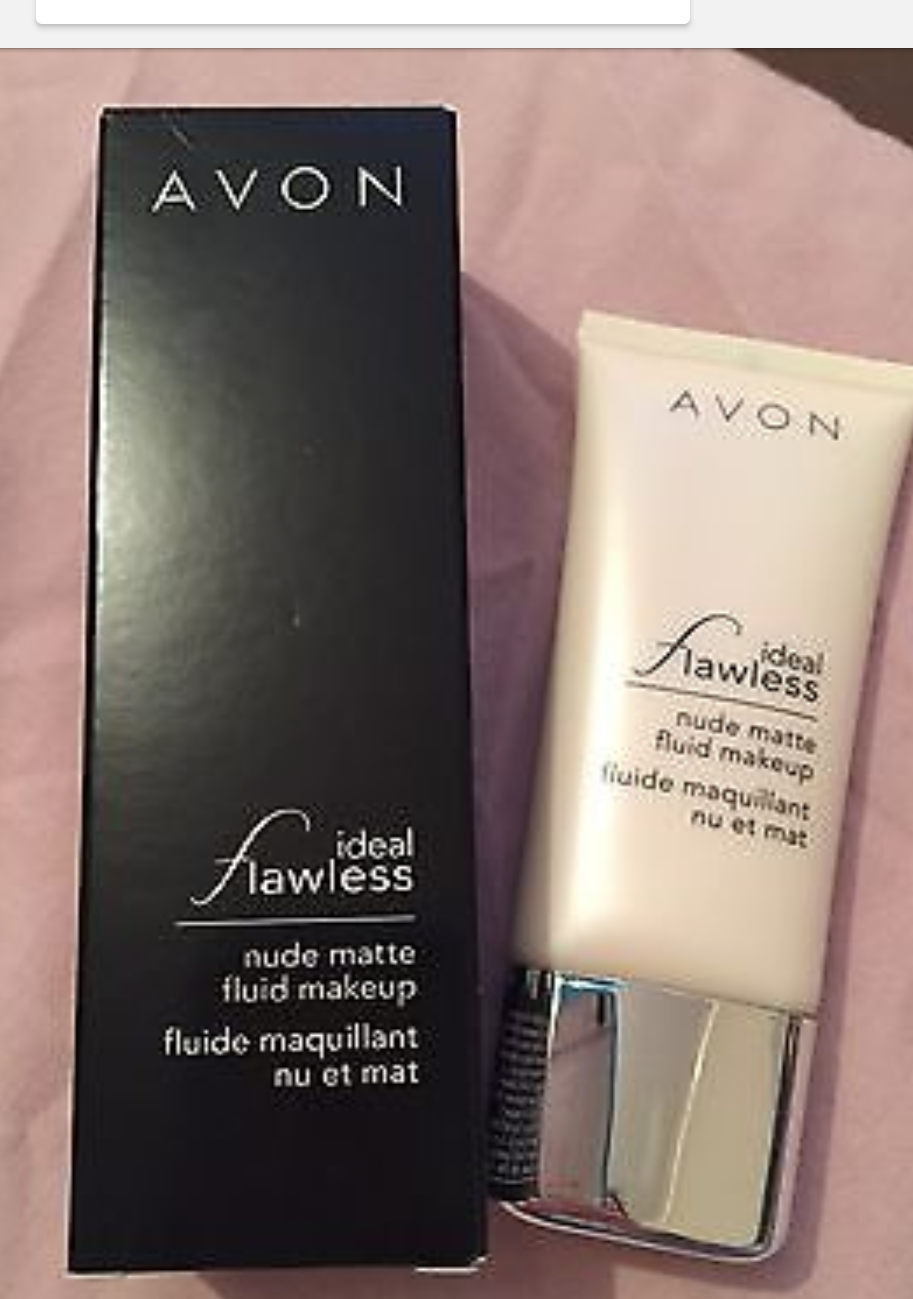 AVON
ideal
flawless
nude matte
fluid makeup
fluide maquillant
nu et mat
AVON
ideal
flawless
nude matte
fluid makeup
fluide maquillant
nu et mat